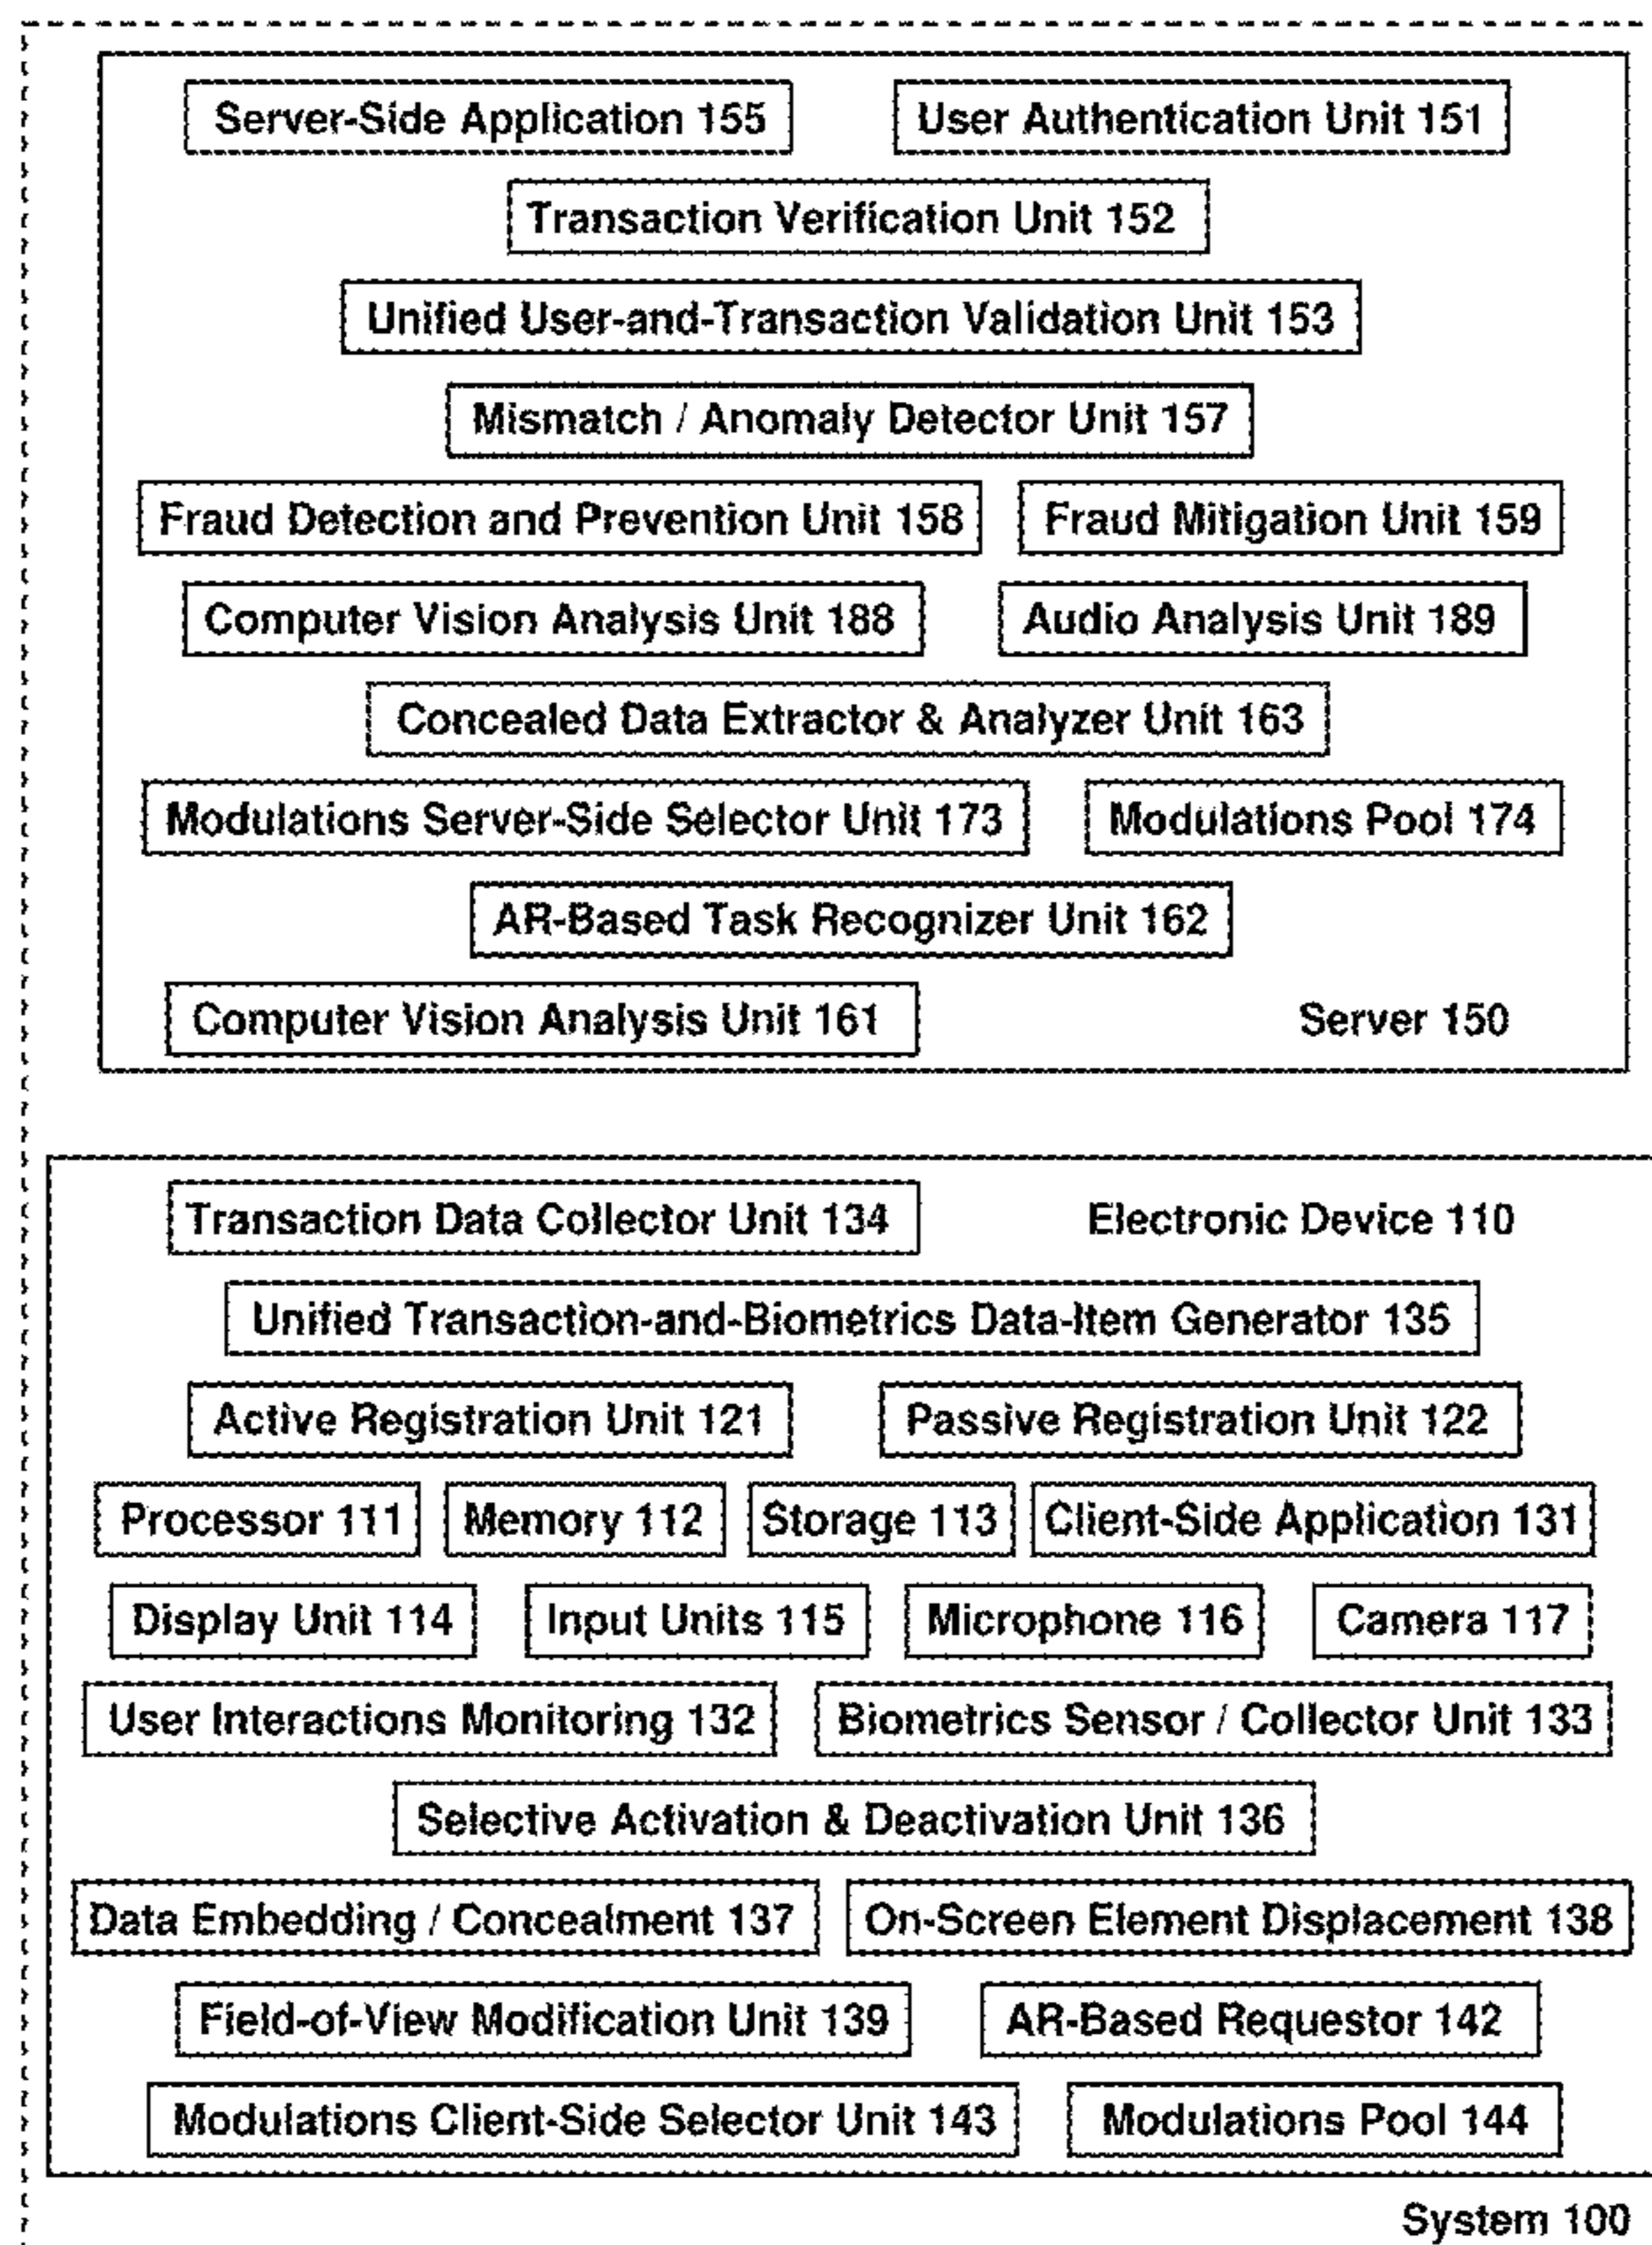 Server-Side Application 155 User Authentication Unit 151
Transaction Verification Unit 152
Unified User-and-Transaction Validation Unit 153
Mismatch / Anomaly Detector Unit 157
Fraud Detection and Prevention Unit 158 Fraud Mitigation Unit 159
Computer Vision Analysis Unit 188 Audio Analysis Unit 189
Concealed Data Extractor & Analyzer Unit 163
Modulations Server-Side Selector Unit 173 Modulations Pool 174
AR-Based Task Recognizer Unit 162
Computer Vision Analysis Unit 161 Server 150
Transaction Data Collector Unit 134 Electronic Device 110
Unified Transaction-and-Biometrics Data-Item Generator 135
Active Registration Unit 121 Passive Registration Unit 122
Processor 111 Memory 112 Storage 113 Client-Side Application 131
Display Unit 114 Input Units 115 Microphone 116 Camera 117
User Interactions Monitoring 132 Biometrics Sensor / Collector Unit 133
Selective Activation & Deactivation Unit 136
Data Embedding / Concealment 137 On-Screen Element Displacement 138
Field-of-View Modification Unit 139 AR-Based Requestor 142
Modulations Client-Side Selector Unit 143 Modulations Pool 144
System 100